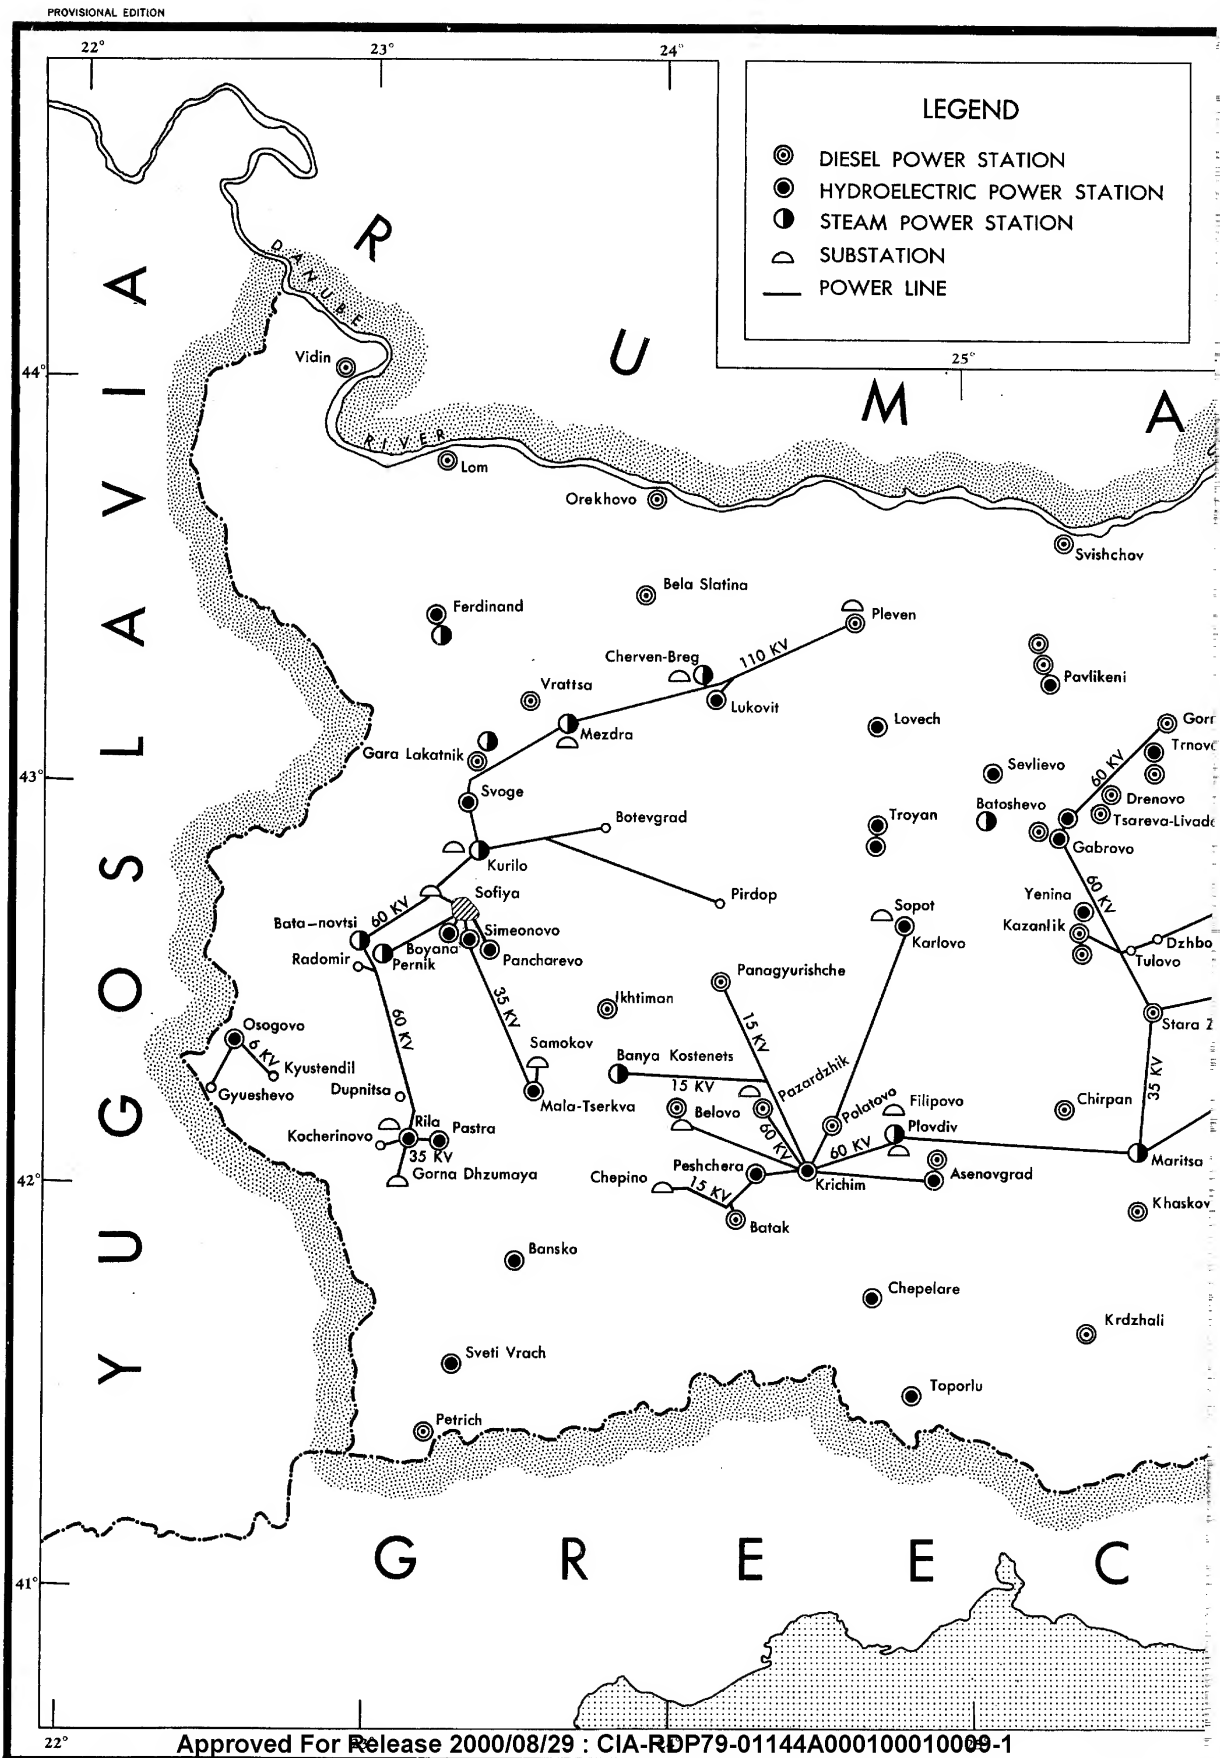 PROVISIONAL EDITION
22°
23°
24°
LEGEND
DIESEL POWER STATION
HYDROELECTRIC POWER STATION
STEAM POWER STATION
SUBSTATION
POWER LINE
25°
R
U
M
A
DANUBE
RIVER
44°
Vidin
Lom
Orekhovo
Svishchov
Bela Slatina
Ferdinand
Pleven
110 KV
Cherven-Breg
Lukovit
Pavlikeni
Vrattsa
Mezdra
Lovech
Gorn
Trnovo
Gara Lakatnik
43°
Svoge
Sevlievo
60 KV
Batoshevo
Drenovo
Tsareva-Livada
Botevgrad
Troyan
Gabrovo
Kurilo
Pirdop
60 KV
Sofiya
60 KV
Yenina
Kazanlik
Sopot
Karlovo
Bata-novtsi
Radomir
Pernik
Boyana
Simeonovo
Pancharevo
Dzhbo
Tulovo
Panagyurishche
Ikhtiman
35 KV
60 KV
15 KV
Stara Z
Osogovo
6 KV
Kyustendil
Gyueshevo
Samokov
Mala-Tserkva
Banya Kostenets
15 KV
Pazardzhik
Belovo
Dupnitsa
Polatovo
Filipovo
Plovdiv
Chirpan
35 KV
Kocherinovo
Rila
Pastra
35 KV
Gorna Dhzumaya
60 KV
60 KV
Maritsa
42°
Peshchera
Krichim
Asenovgrad
Chepino
15 KV
Batak
Khaskov
Bansko
Chepelare
Krdzhali
Sveti Vrach
Toporlu
Petrich
YUGOSLAVIA
G R E E C
41°
22°
23°
24°
25°
Approved For Release 2000/08/29 : CIA-RDP79-01144A000100010009-1